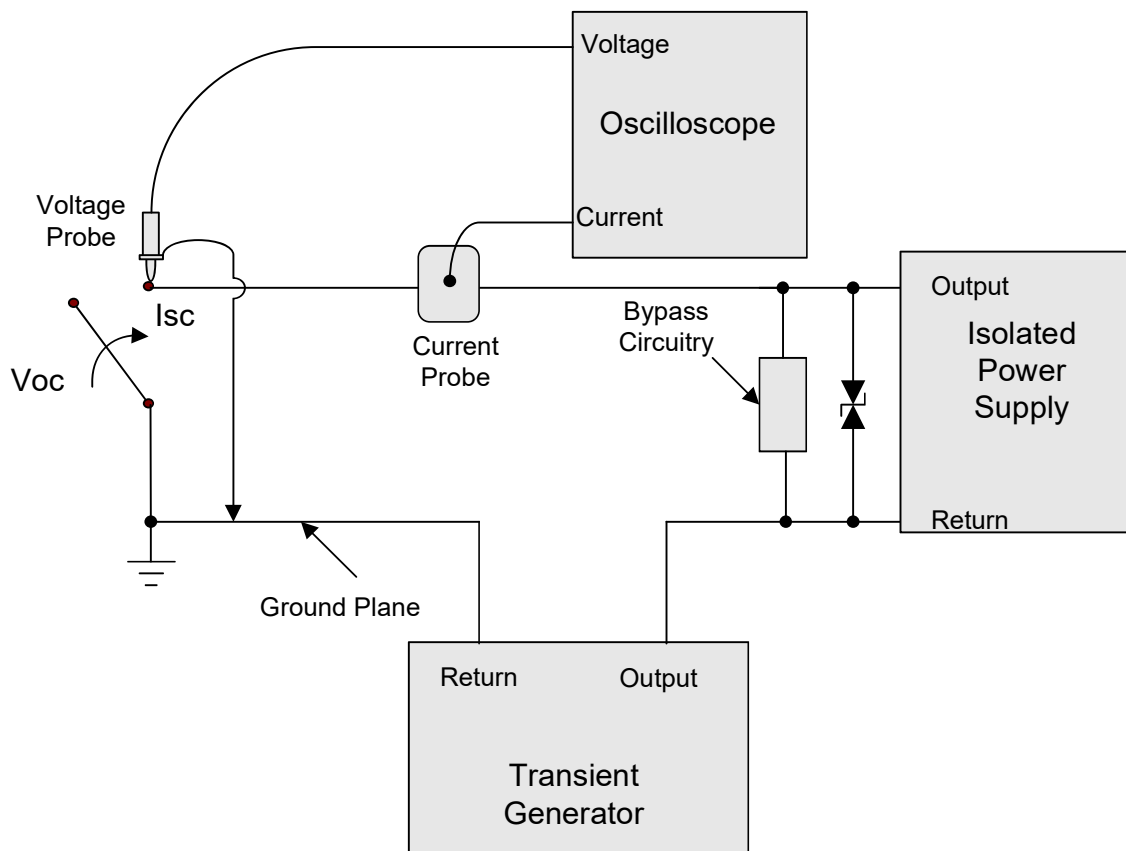 Voltage
Oscilloscope
Current
Voltage
Probe
Isc
Voc
Current
Probe
Bypass
Circuitry
Output
Isolated
Power
Supply
Return
Ground Plane
Return
Output
Transient
Generator